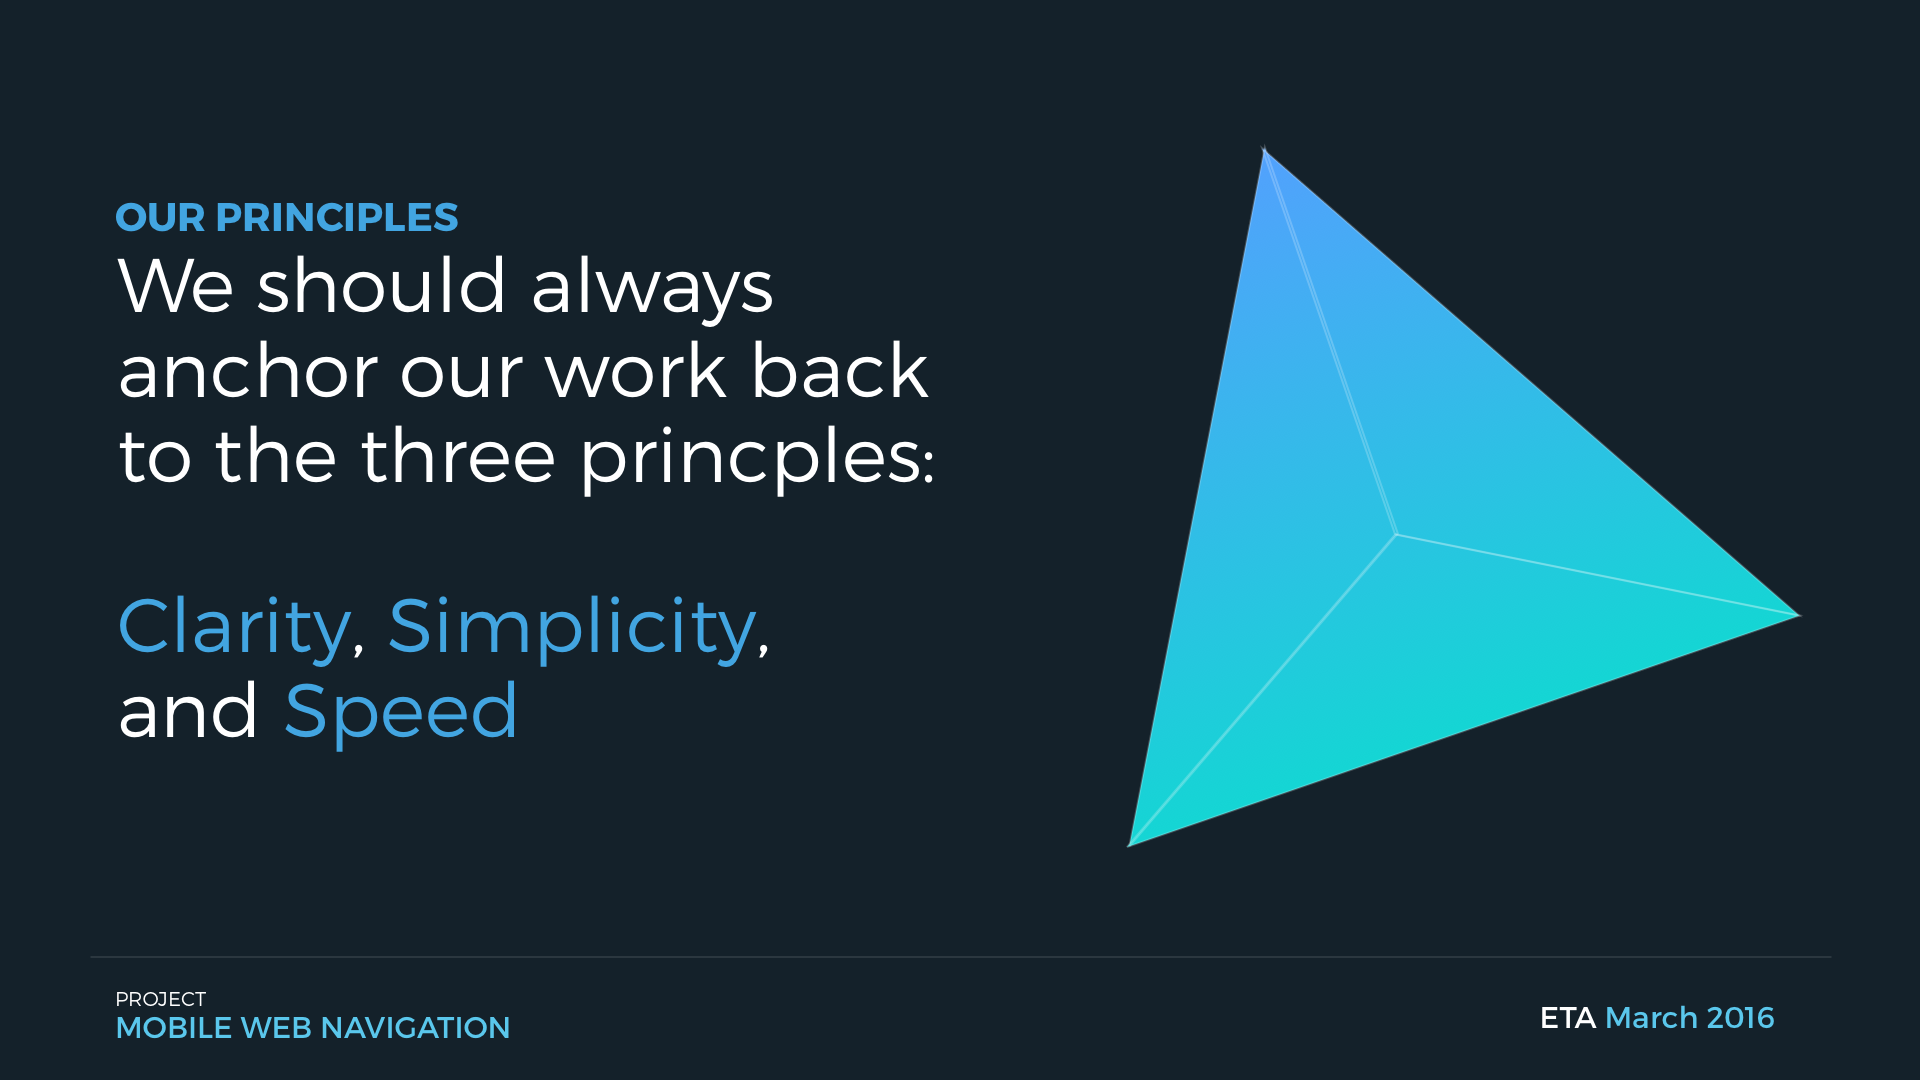 OUR PRINCIPLES
We should always
anchor our work back
to the three princples:
Clarity, Simplicity,
and Speed
PROJECT
MOBILE WEB NAVIGATION
ETA March 2016